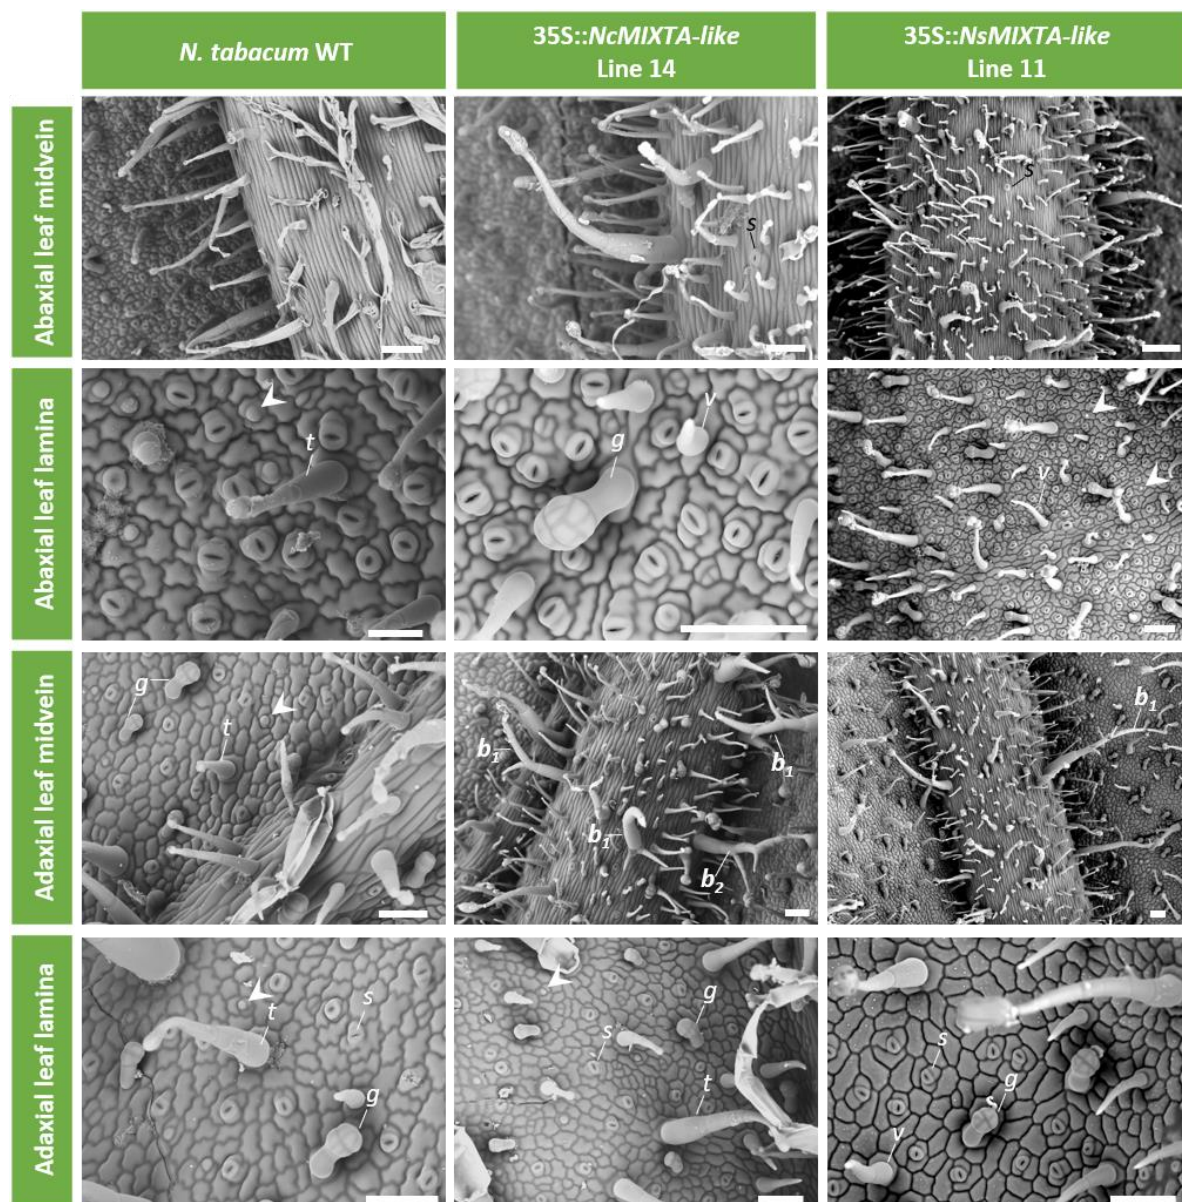 N. tabacum WT
35S::NcMIXTA-like
Line 14
35S::NsMIXTA-like
Line 11
Abaxial leaf midvein
s
s
Abaxial leaf lamina
t
g
v
v
Adaxial leaf midvein
g
t
b1
b1
b1
b2
b1
Adaxial leaf lamina
s
t
g
s
g
t
s
g
s
v